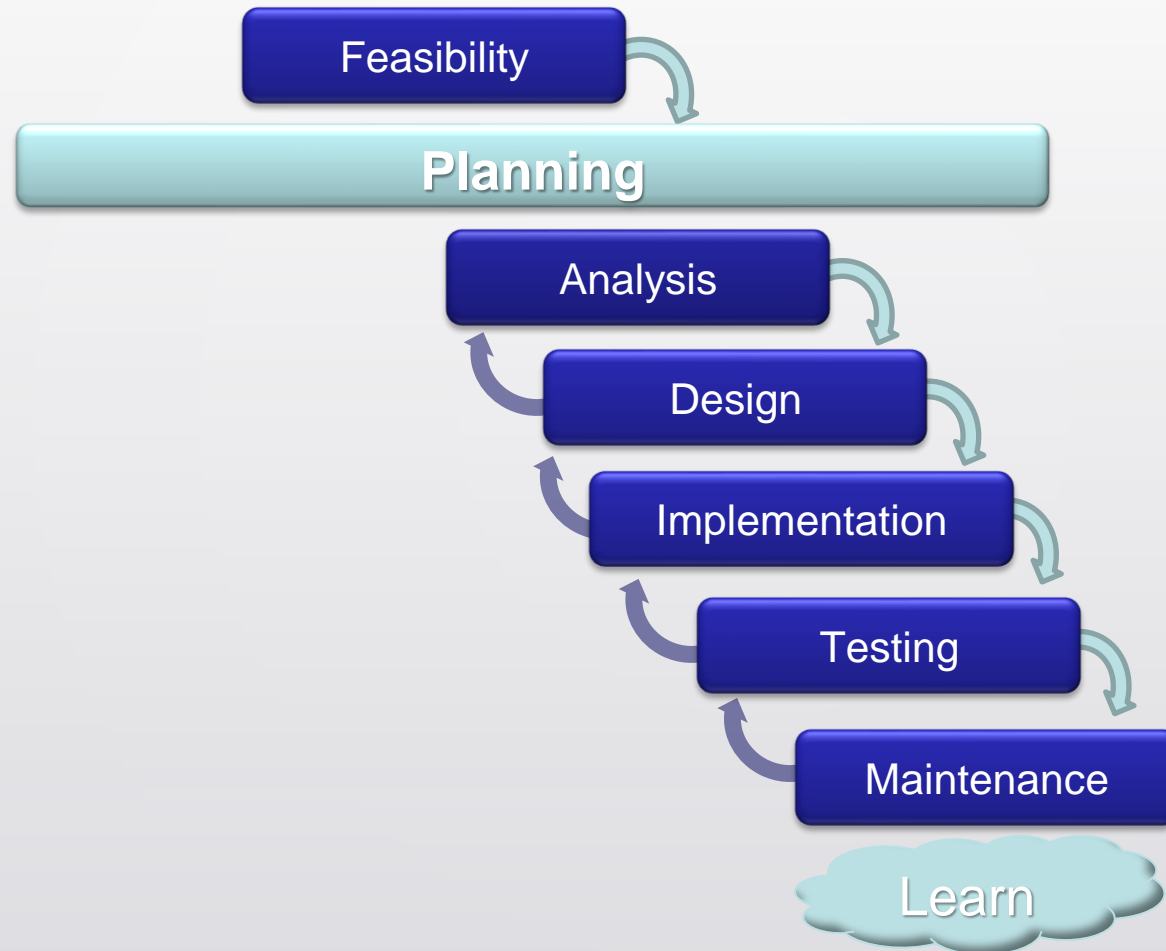 Feasibility
Planning
Analysis
Design
Implementation
Testing
Maintenance
Learn